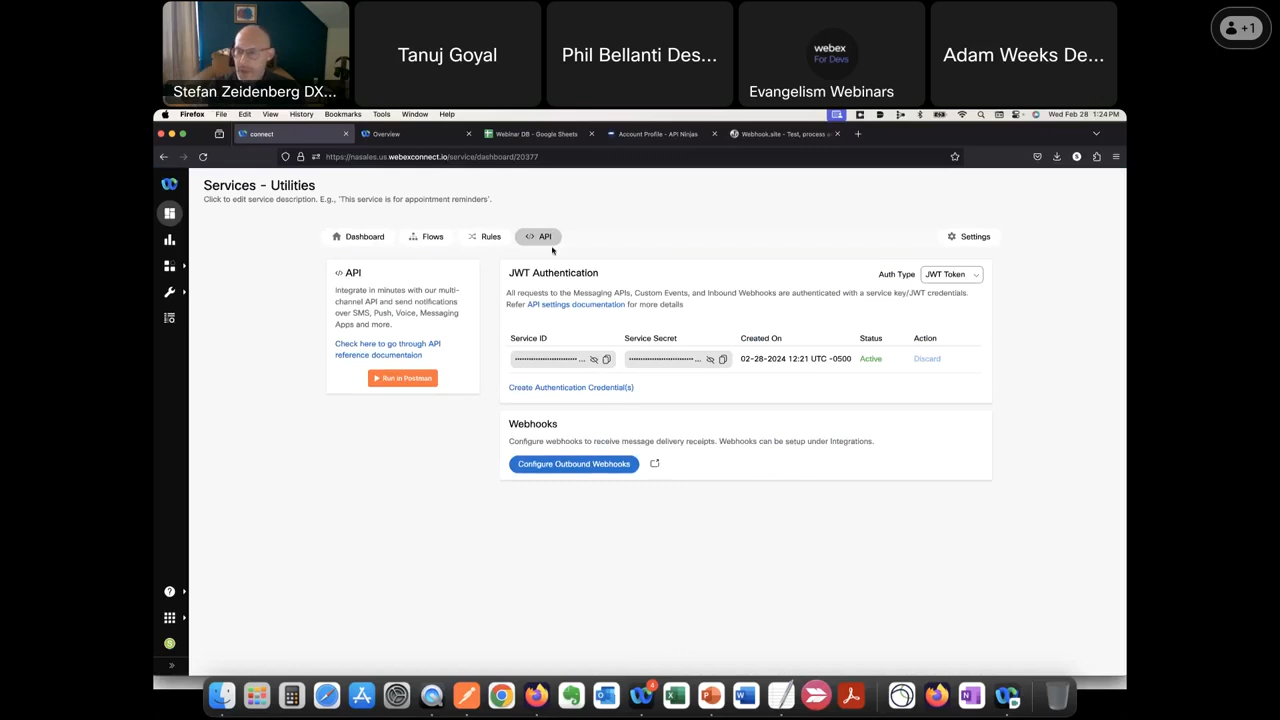 +1
Tanuj Goyal
Phil Bellanti Des...
webex
For Devs
Adam Weeks De...
Stefan Zeidenberg DX...
Evangelism Webinars
Firefox File Edit View History Bookmarks Tools Window Help
Wed Feb 28 1:24 PM
connect
Overview
Webinar DB - Google Sheets
Account Profile - API Ninjas
Webhook.site - Test, process
https://nasales.us.webexconnect.io/service/dashboard/20377
Services - Utilities
Click to edit service description. E.g., 'This service is for appointment reminders'.
Dashboard
Flows
Rules
</> API
Settings
</> API
Integrate in minutes with our multi-
channel API and send notifications
over SMS, Push, Voice, Messaging
Apps and more.
Check here to go through API
reference documentaion
Run in Postman
JWT Authentication
Auth Type
JWT Token
All requests to the Messaging APIs, Custom Events, and Inbound Webhooks are authenticated with a service key/JWT credentials.
Refer API settings documentation for more details
Service ID
Service Secret
Created On
Status
Action
02-28-2024 12:21 UTC -0500
Active
Discard
Create Authentication Credential(s)
Webhooks
Configure webhooks to receive message delivery receipts. Webhooks can be setup under Integrations.
Configure Outbound Webhooks